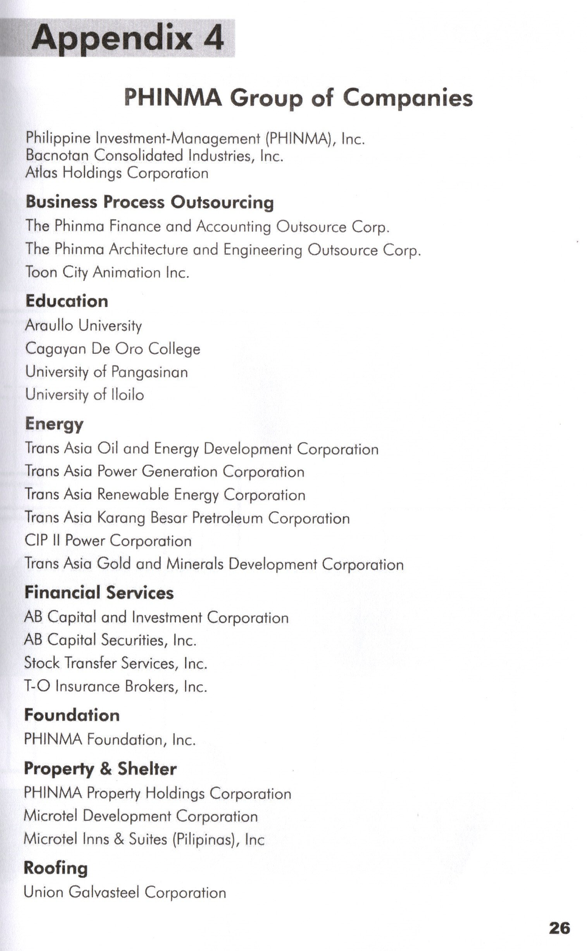 Appendix 4
PHINMA Group of Companies
Philippine Investment-Management (PHINMA), Inc.
Bacnotan Consolidated Industries, Inc.
Atlas Holdings Corporation
Business Process Outsourcing
The Phinma Finance and Accounting Outsource Corp.
The Phinma Architecture and Engineering Outsource Corp.
Toon City Animation Inc.
Education
Araullo University
Cagayan De Oro College
University of Pangasinan
University of Iloilo
Energy
Trans Asia Oil and Energy Development Corporation
Trans Asia Power Generation Corporation
Trans Asia Renewable Energy Corporation
Trans Asia Karang Besar Pretroleum Corporation
CIP II Power Corporation
Trans Asia Gold and Minerals Development Corporation
Financial Services
AB Capital and Investment Corporation
AB Capital Securities, Inc.
Stock Transfer Services, Inc.
T-O Insurance Brokers, Inc.
Foundation
PHINMA Foundation, Inc.
Property & Shelter
PHINMA Property Holdings Corporation
Microtel Development Corporation
Microtel Inns & Suites (Pilipinas), Inc
Roofing
Union Galvasteel Corporation
26